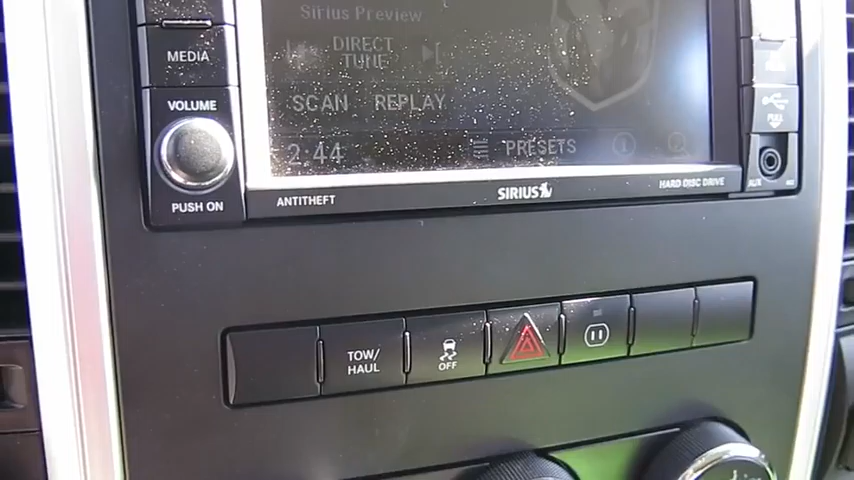 Sirius Preview
MEDIA
DIRECT
TUNE
VOLUME
SCAN REPLAY
PULL
2:44 PRESETS
PUSH ON
ANTITHEFT
SIRIUS
HARD DISC DRIVE
AUX
TOW/
HAUL
OFF